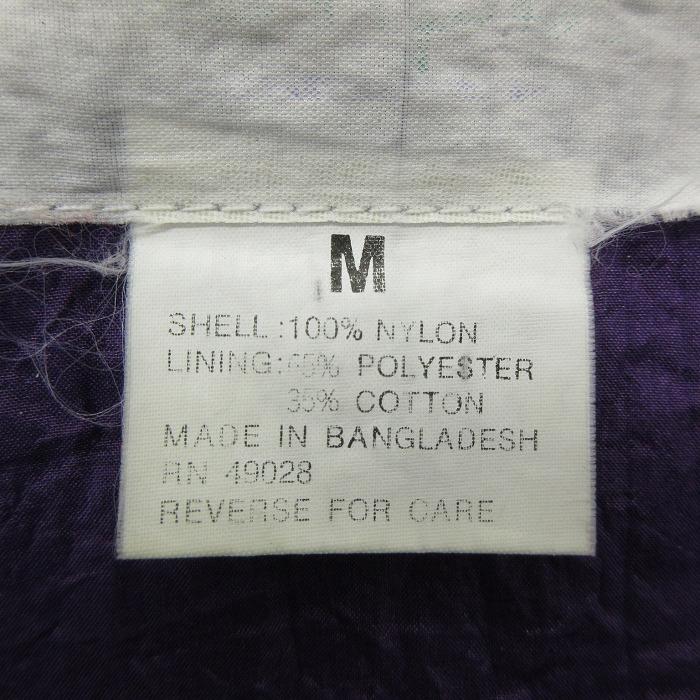 M
SHELL:100% NYLON
LINING:65% POLYESTER
35% COTTON
MADE IN BANGLADESH
RN 49028
REVERSE FOR CARE